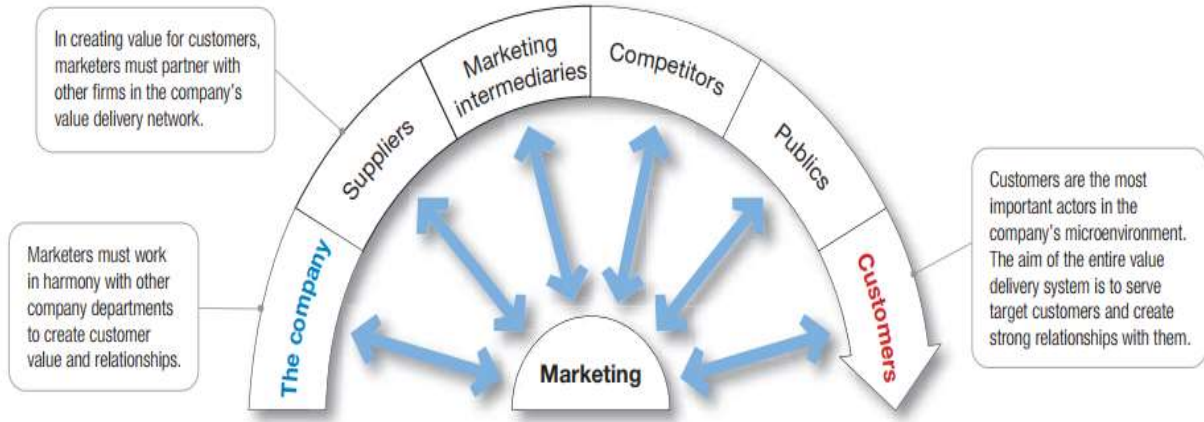 In creating value for customers,
marketers must partner with
other firms in the company's
value delivery network.
Marketers must work
in harmony with other
company departments
to create customer
value and relationships.
The company
Suppliers
Marketing
intermediaries
Competitors
Publics
Customers
Marketing
Customers are the most
important actors in the
company's microenvironment.
The aim of the entire value
delivery system is to serve
target customers and create
strong relationships with them.